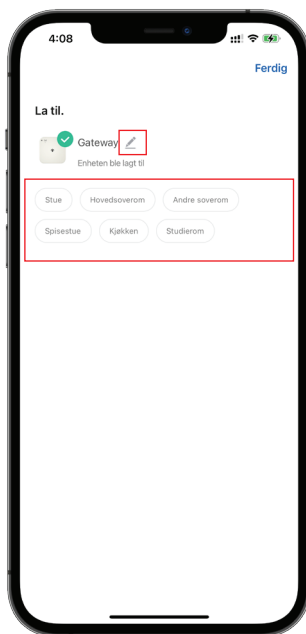 4:08
Ferdig
La til.
Gateway
Enheten ble lagt til
Stue Hovedsoverom Andre soverom
Spisestue Kjøkken Studierom